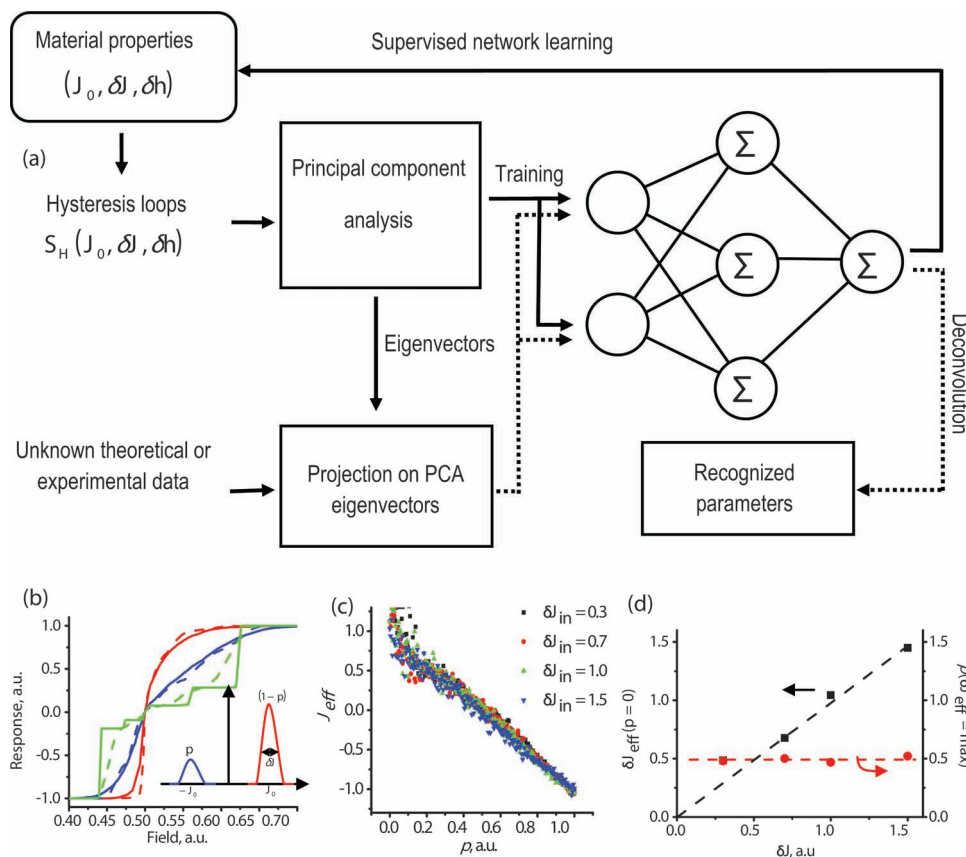 Material properties
(J₀, δJ, δh)
Supervised network learning
(a)
Hysteresis loops
S_H (J₀, δJ, δh)
Principal component
analysis
Training
Σ
Σ
Σ
Σ
Eigenvectors
Deconvolution
Unknown theoretical or
experimental data
Projection on PCA
eigenvectors
Recognized
parameters
(b)
Response, a.u.
1.0
0.5
0.0
-0.5
-1.0
0.40 0.45 0.50 0.55 0.60 0.65 0.70
Field, a.u.
p
-J₀
(1-p)
δJ
J₀
(c)
J_eff
1.0
0.5
0.0
-0.5
-1.0
0.0 0.2 0.4 0.6 0.8 1.0
p, a.u.
δJ_in = 0.3
δJ_in = 0.7
δJ_in = 1.0
δJ_in = 1.5
(d)
δJ_eff (p = 0)
1.5
1.0
0.5
0.0
0.0 0.5 1.0 1.5
δJ, a.u
1.5
1.0
0.5
0.0